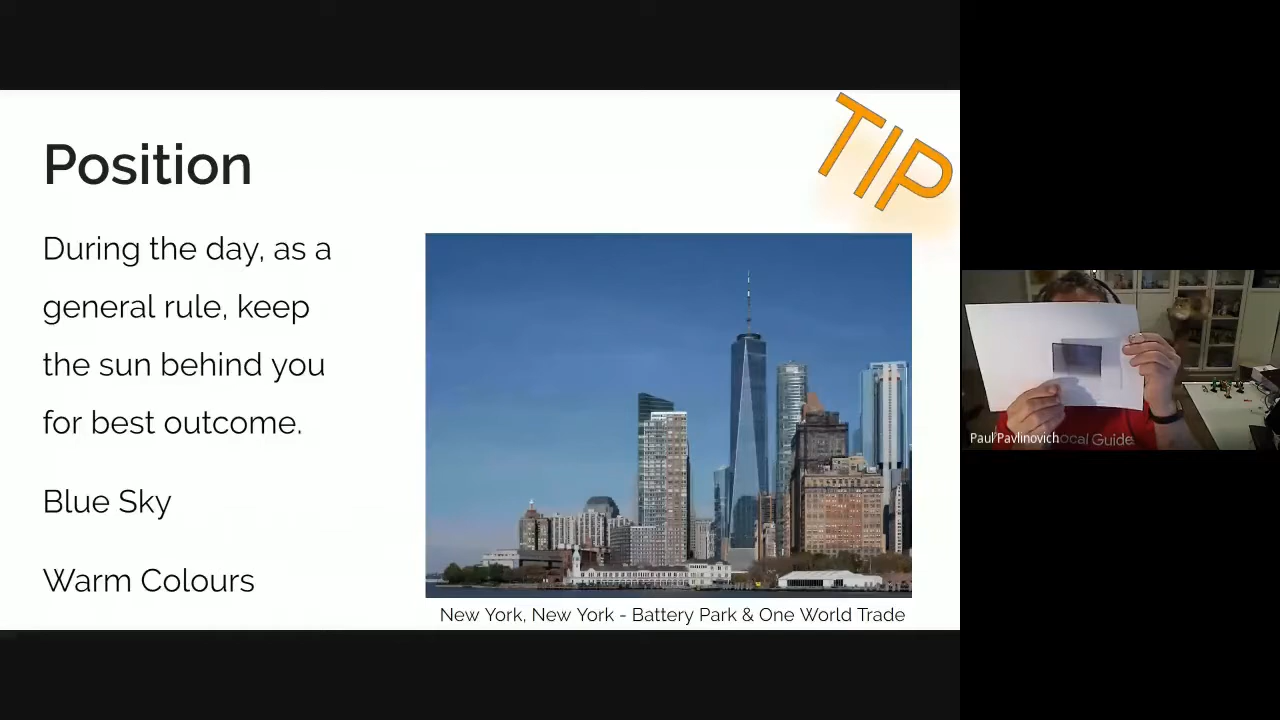 TIP
Position
During the day, as a
general rule, keep
the sun behind you
for best outcome.
Blue Sky
Warm Colours
New York, New York - Battery Park & One World Trade
Paul Pavlinovich
ocal Guide